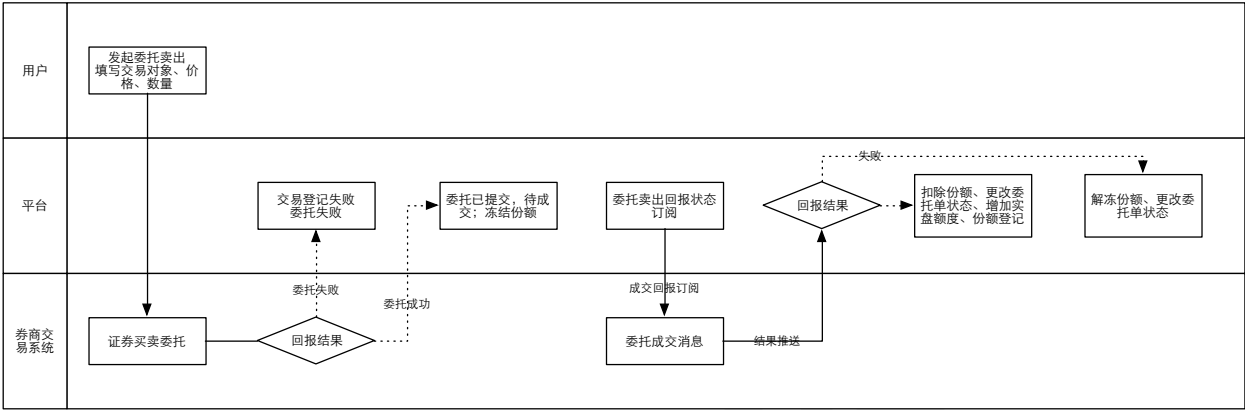 用户
发起委托卖出
填写交易对象、价
格、数量
平台
交易登记失败
委托失败
委托已提交，待成
交；冻结份额
委托卖出回报状态
订阅
回报结果
失败
扣除份额、更改委
托单状态、增加实
盘额度、份额登记
解冻份额、更改委
托单状态
券商交
易系统
证券买卖委托
回报结果
委托失败
委托成功
成交回报订阅
委托成交消息
结果推送